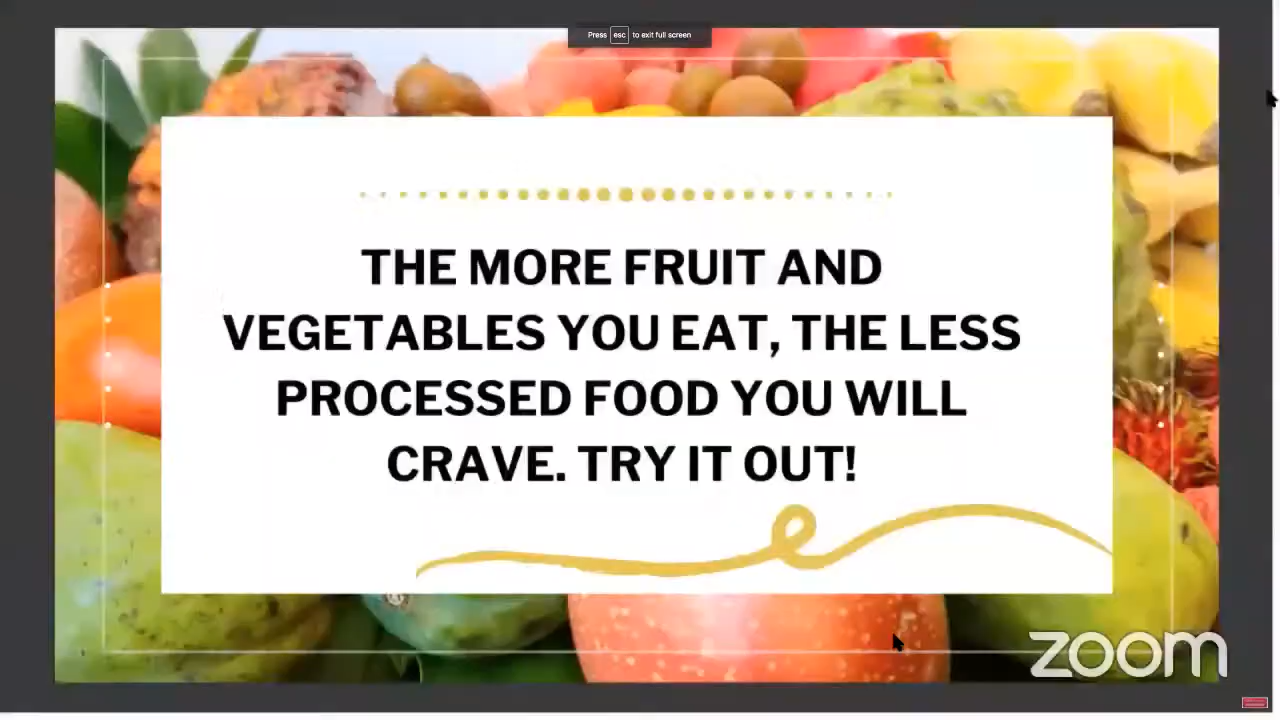 Press esc to exit full screen
THE MORE FRUIT AND
VEGETABLES YOU EAT, THE LESS
PROCESSED FOOD YOU WILL
CRAVE. TRY IT OUT!
zoom